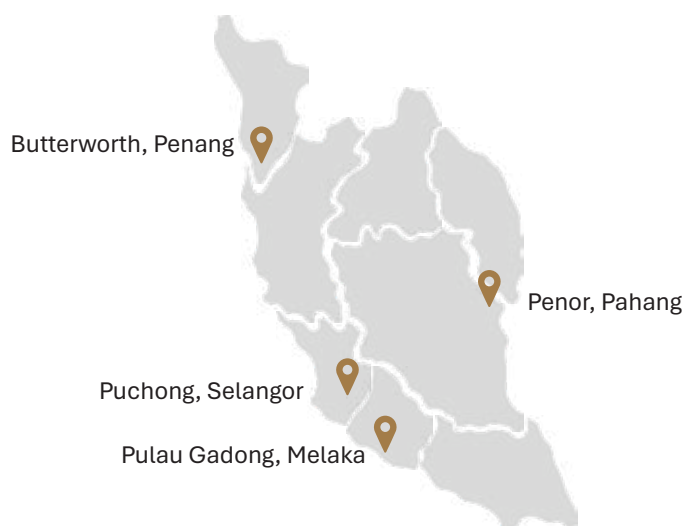 Butterworth, Penang
Penor, Pahang
Puchong, Selangor
Pulau Gadong, Melaka